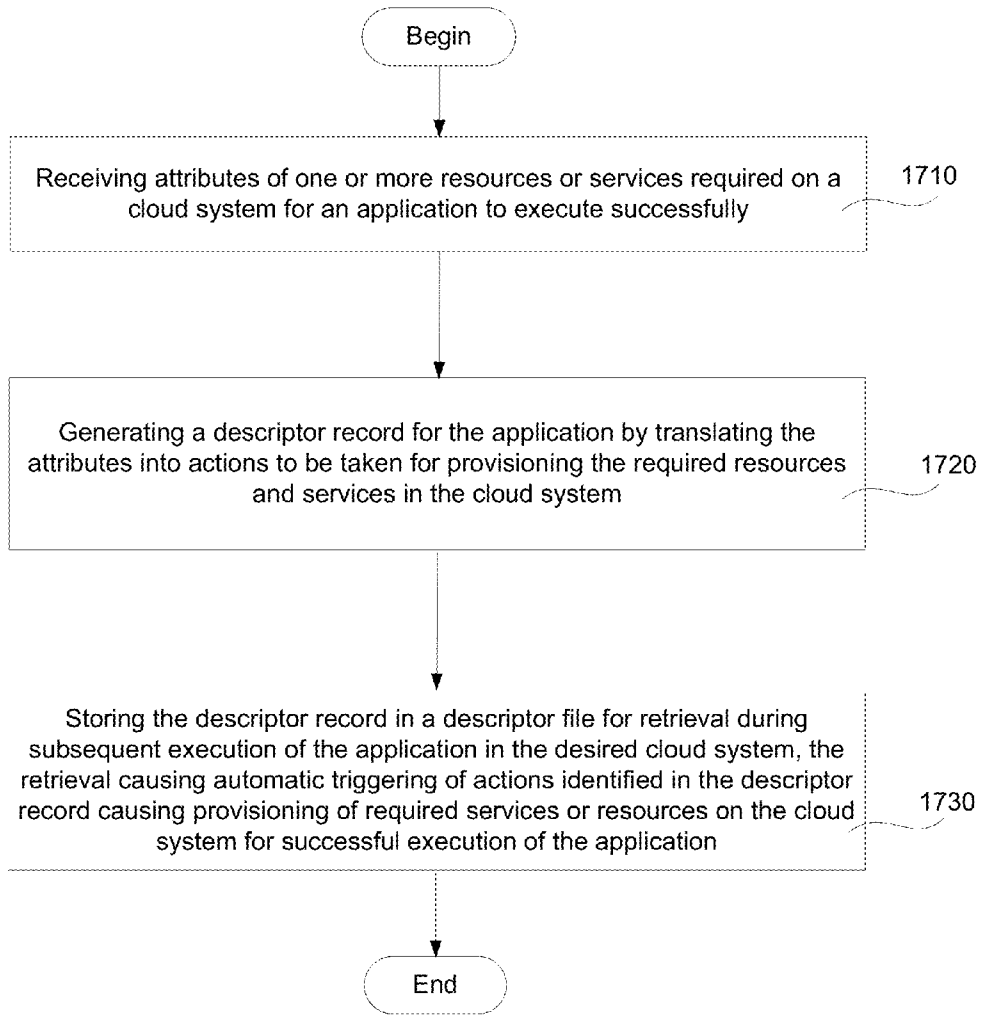 Begin
Receiving attributes of one or more resources or services required on a
cloud system for an application to execute successfully
1710
Generating a descriptor record for the application by translating the
attributes into actions to be taken for provisioning the required resources
and services in the cloud system
1720
Storing the descriptor record in a descriptor file for retrieval during
subsequent execution of the application in the desired cloud system, the
retrieval causing automatic triggering of actions identified in the descriptor
record causing provisioning of required services or resources on the cloud
system for successful execution of the application
1730
End